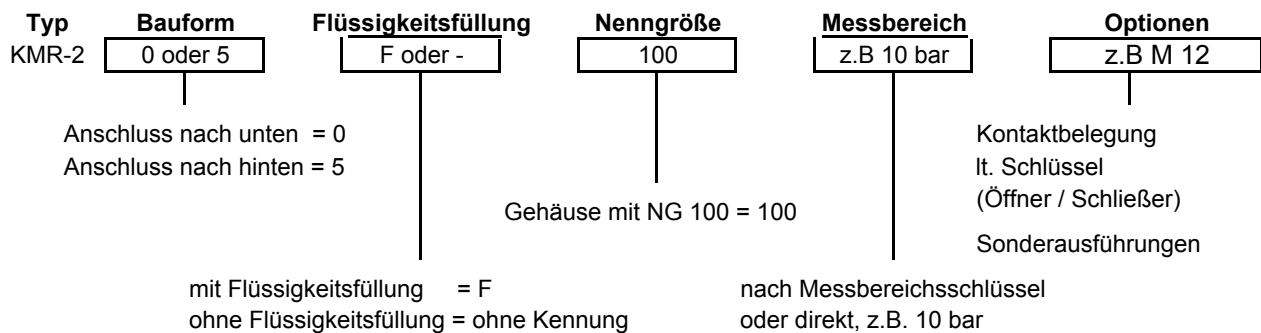 Typ Bauform Flüssigkeitsfüllung Nenngröße Messbereich Optionen
KMR-2 0 oder 5 F oder - 100 z.B 10 bar z.B M 12
Anschluss nach unten = 0
Anschluss nach hinten = 5
Kontaktbelegung
lt. Schlüssel
(Öffner / Schließer)
Gehäuse mit NG 100 = 100
Sonderausführungen
mit Flüssigkeitsfüllung = F
ohne Flüssigkeitsfüllung = ohne Kennung
nach Messbereichsschlüssel
oder direkt, z.B. 10 bar